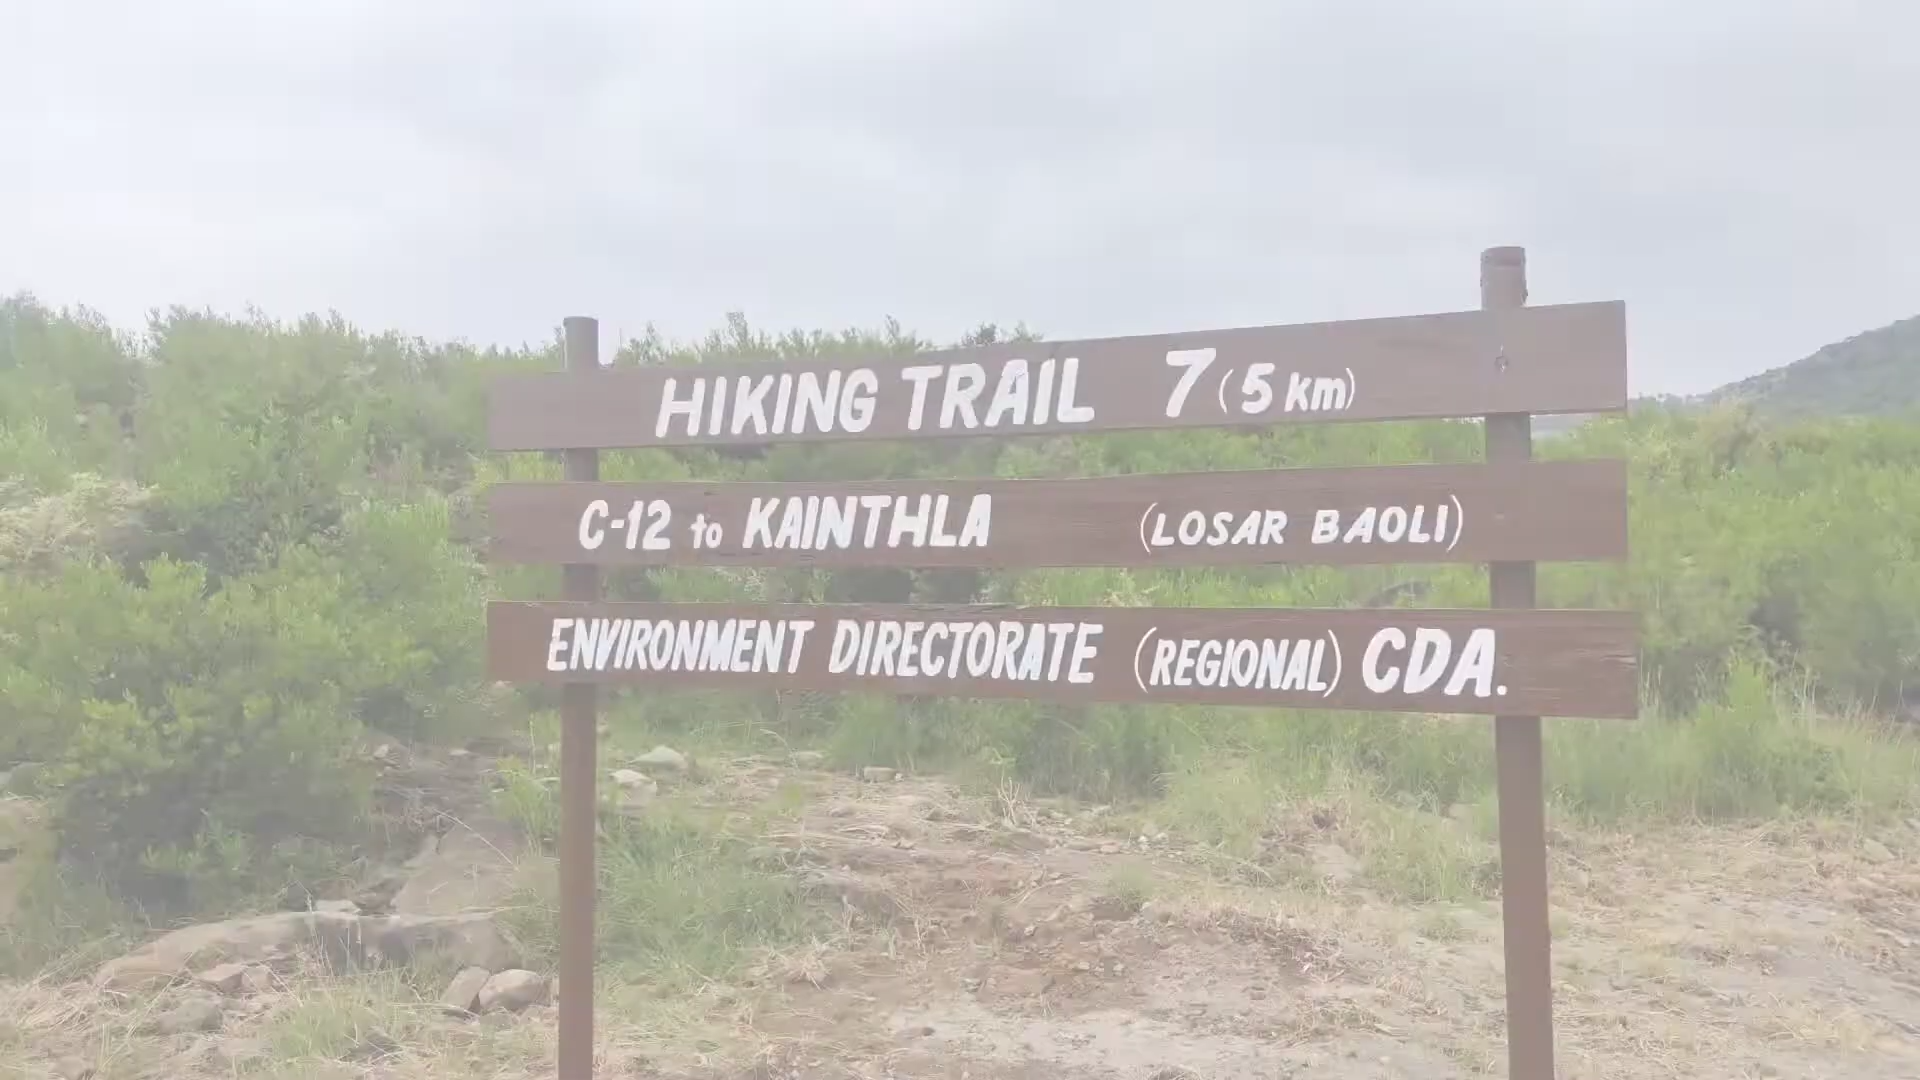 HIKING TRAIL 7 (5 km)
C-12 to KAINTHLA (LOSAR BAOLI)
ENVIRONMENT DIRECTORATE (REGIONAL) CDA.